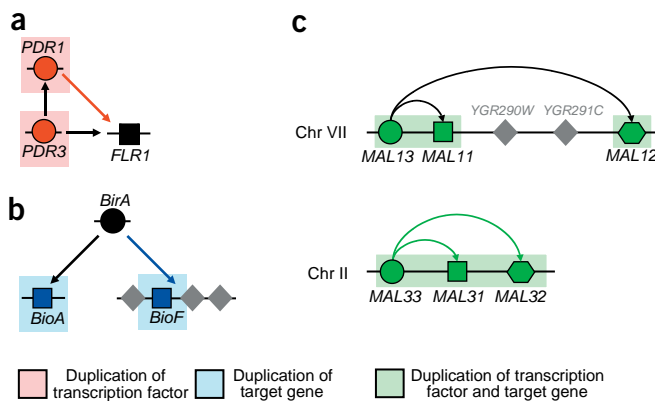 a
PDR1
PDR3
FLR1
b
BirA
BioA
BioF
c
YGR290W YGR291C
Chr VII
MAL13 MAL11 MAL12
Chr II
MAL33 MAL31 MAL32
Duplication of
transcription factor
Duplication of
target gene
Duplication of transcription
factor and target gene